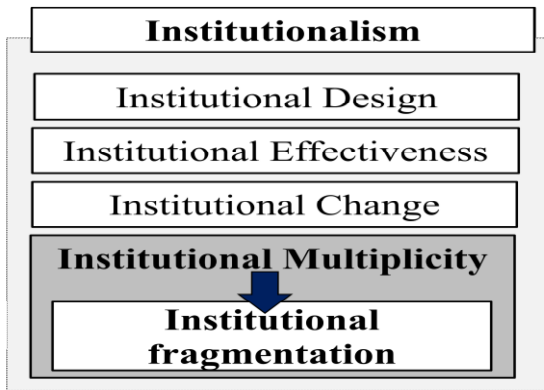 Institutionalism
Institutional Design
Institutional Effectiveness
Institutional Change
Institutional Multiplicity
Institutional
fragmentation